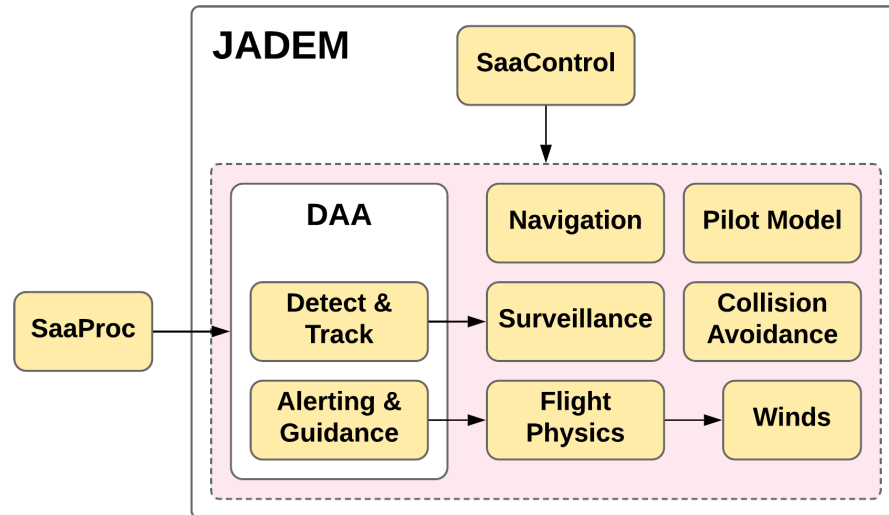 JADEM
SaaControl
DAA
Navigation
Pilot Model
SaaProc
Detect &
Track
Surveillance
Collision
Avoidance
Alerting &
Guidance
Flight
Physics
Winds